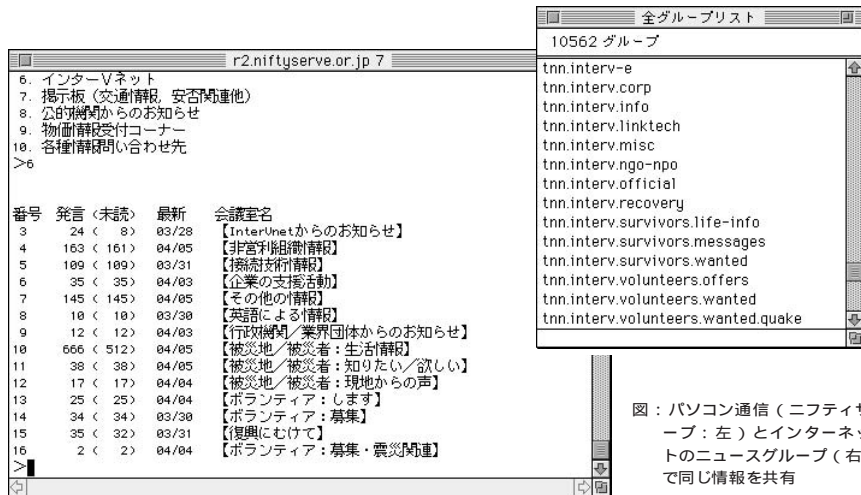 r2.niftyserve.or.jp 7
6. インターVネット
7. 掲示板（交通情報，安否関連他）
8. 公的機関からのお知らせ
9. 物価情報受付コーナー
10. 各種情報問い合わせ先
>6
番号 発言（未読） 最新 会議室名
3 24 ( 8) 03/28 【InterVnetからのお知らせ】
4 163 ( 161) 04/05 【非営利組織情報】
5 109 ( 109) 03/31 【接続技術情報】
6 35 ( 35) 04/03 【企業の支援活動】
7 145 ( 145) 04/05 【その他の情報】
8 10 ( 10) 03/30 【英語による情報】
9 12 ( 12) 04/03 【行政機関／業界団体からのお知らせ】
10 666 ( 512) 04/05 【被災地／被災者：生活情報】
11 38 ( 38) 04/05 【被災地／被災者：知りたい／欲しい】
12 17 ( 17) 04/04 【被災地／被災者：現地からの声】
13 25 ( 25) 04/04 【ボランティア：します】
14 34 ( 34) 03/30 【ボランティア：募集】
15 35 ( 32) 03/31 【復興にむけて】
16 2 ( 2) 04/04 【ボランティア：募集・震災関連】
>
全グループリスト
10562 グループ
tnn.interv-e
tnn.interv.corp
tnn.interv.info
tnn.interv.linktech
tnn.interv.misc
tnn.interv.ngo-npo
tnn.interv.official
tnn.interv.recovery
tnn.interv.survivors.life-info
tnn.interv.survivors.messages
tnn.interv.survivors.wanted
tnn.interv.volunteers.offers
tnn.interv.volunteers.wanted
tnn.interv.volunteers.wanted.quake
図：パソコン通信（ニフティサ
ーブ：左）とインターネッ
トのニュースグループ（右
で同じ情報を共有